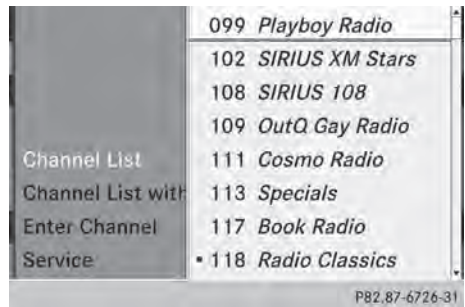 099 Playboy Radio
102 SIRIUS XM Stars
108 SIRIUS 108
109 OutQ Gay Radio
Channel List
111 Cosmo Radio
Channel List with
113 Specials
Enter Channel
117 Book Radio
Service
• 118 Radio Classics
P82.87-6726-31